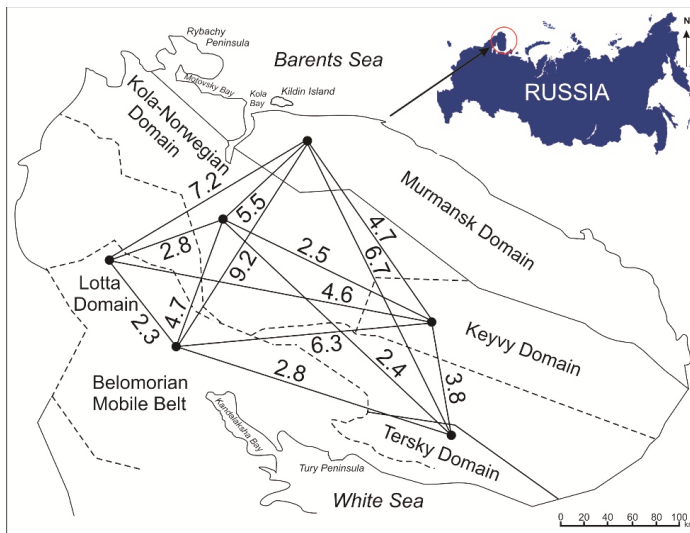 Rybachy
Peninsula
Barents Sea
N
Motovsky Bay
Kola
Bay
Kildin Island
RUSSIA
Kola-Norwegian
Domain
7.2
5.5
Murmansk Domain
4.7
2.8
9.2
2.5
6.7
Lotta
Domain
4.6
4.7
2.3
6.3
Keyvy Domain
2.8
2.4
3.8
Belomorian
Mobile Belt
Kandalaksha Bay
Tersky Domain
Tury Peninsula
White Sea
0 20 40 60 80 100